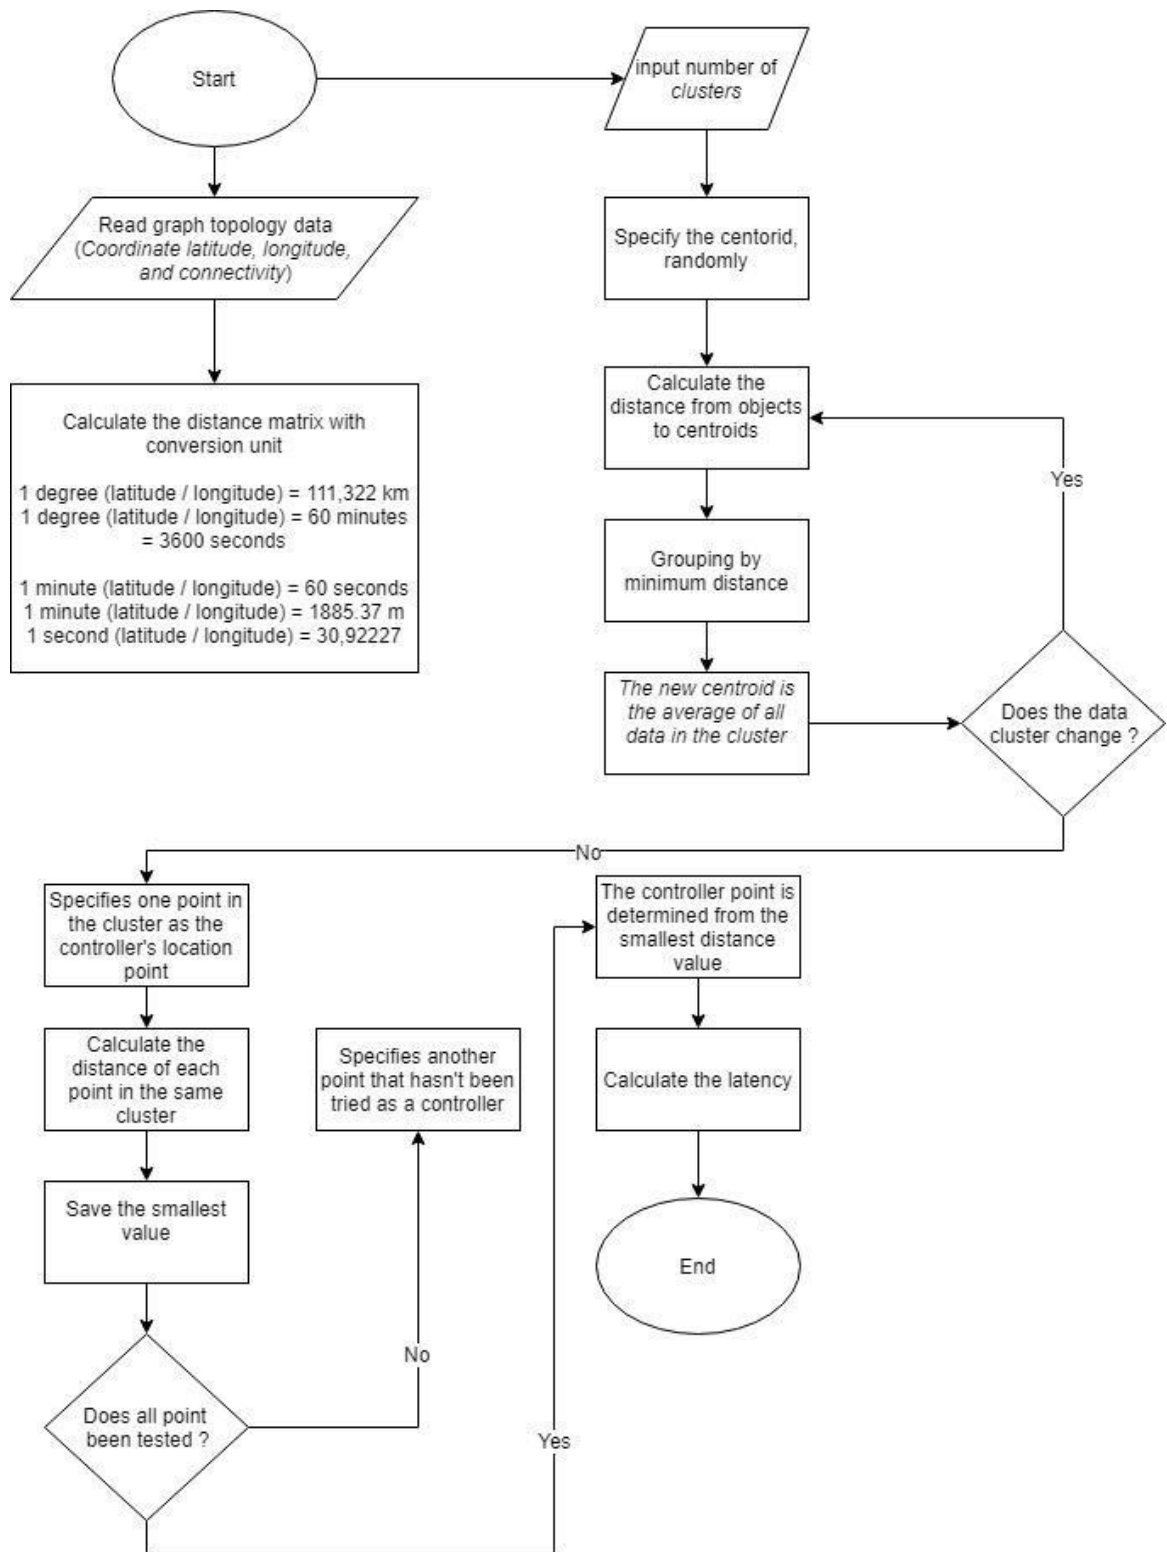 Start
input number of
clusters
Read graph topology data
(Coordinate latitude, longitude,
and connectivity)
Specify the centorid,
randomly
Calculate the distance matrix with
conversion unit
1 degree (latitude / longitude) = 111,322 km
1 degree (latitude / longitude) = 60 minutes
= 3600 seconds
1 minute (latitude / longitude) = 60 seconds
1 minute (latitude / longitude) = 1885.37 m
1 second (latitude / longitude) = 30,92227
Calculate the
distance from objects
to centroids
Yes
Grouping by
minimum distance
The new centroid is
the average of all
data in the cluster
Does the data
cluster change ?
No
Specifies one point in
the cluster as the
controller's location
point
Calculate the
distance of each
point in the same
cluster
Save the smallest
value
Does all point
been tested ?
No
Specifies another
point that hasn't been
tried as a controller
Yes
The controller point is
determined from the
smallest distance
value
Calculate the latency
End